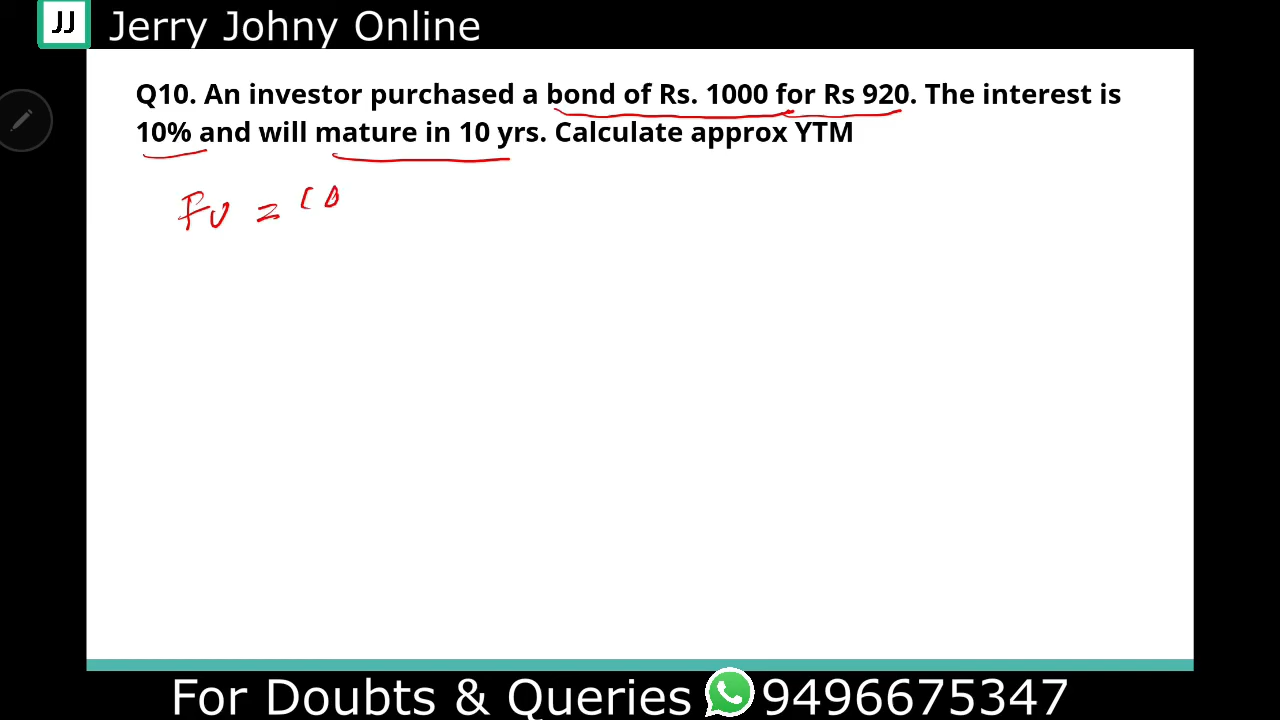 JJ Jerry Johny Online
Q10. An investor purchased a bond of Rs. 1000 for Rs 920. The interest is
10% and will mature in 10 yrs. Calculate approx YTM
FV =
For Doubts & Queries 9496675347